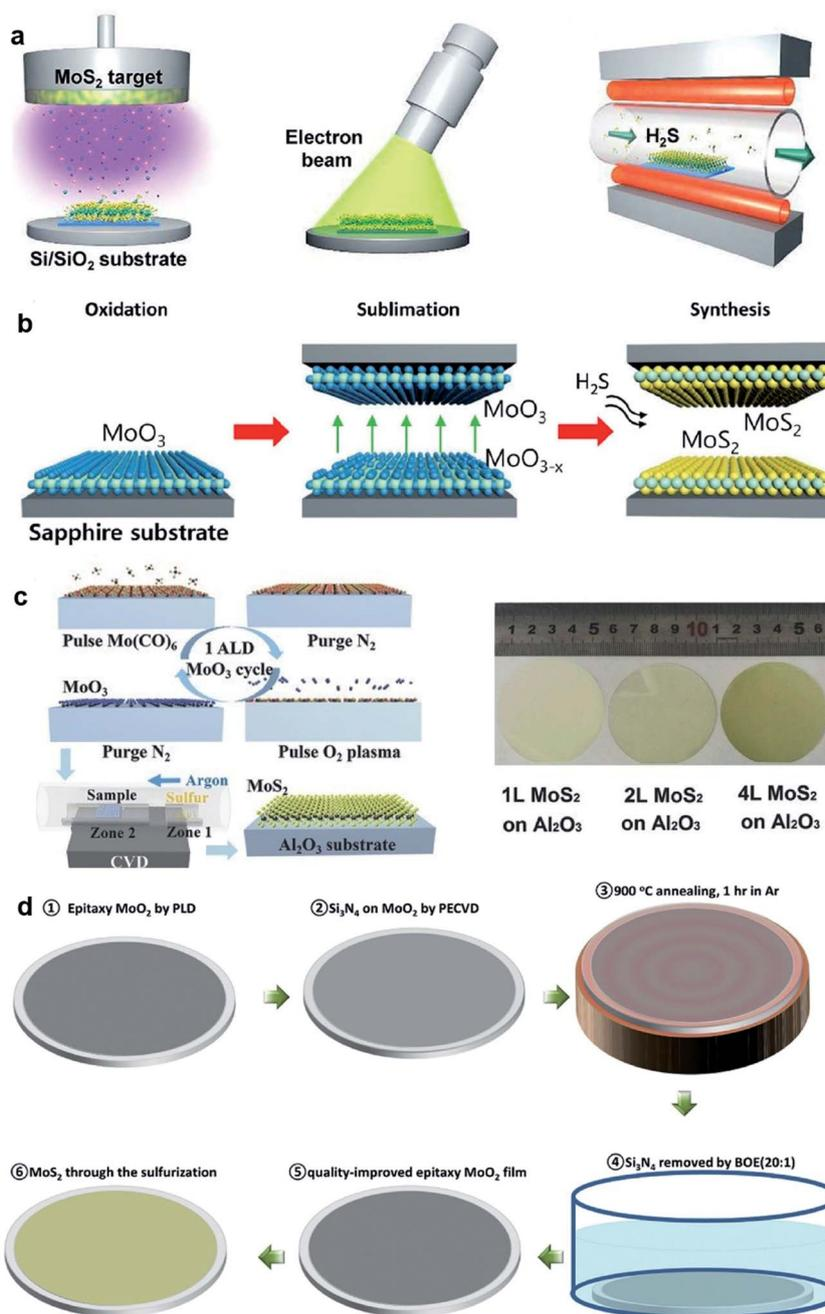 a
MoS₂ target
Electron
beam
H₂S
Si/SiO₂ substrate
b
Oxidation
Sublimation
Synthesis
MoO₃
Sapphire substrate
MoO₃
MoO₃₋ₓ
H₂S
MoS₂
MoS₂
c
Pulse Mo(CO)₆
Purge N₂
1 ALD
MoO₃ cycle
MoO₃
Purge N₂
Pulse O₂ plasma
Argon
Sample
Sulfur
Zone 2
Zone 1
CVD
MoS₂
Al₂O₃ substrate
1 2 3 4 5 6 7 8 9 10 1 2 3 4 5 6
1L MoS₂
on Al₂O₃
2L MoS₂
on Al₂O₃
4L MoS₂
on Al₂O₃
d
① Epitaxy MoO₂ by PLD
②Si₃N₄ on MoO₂ by PECVD
③900 °C annealing, 1 hr in Ar
⑥MoS₂ through the sulfurization
⑤quality-improved epitaxy MoO₂ film
④Si₃N₄ removed by BOE(20:1)